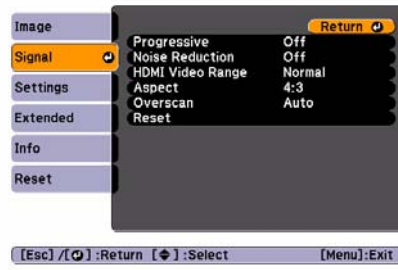 Image
Signal
Settings
Extended
Info
Reset
Return
Progressive Off
Noise Reduction Off
HDMI Video Range Normal
Aspect 4:3
Overscan Auto
Reset
[Esc] /[ ] :Return [ ] :Select [Menu]:Exit